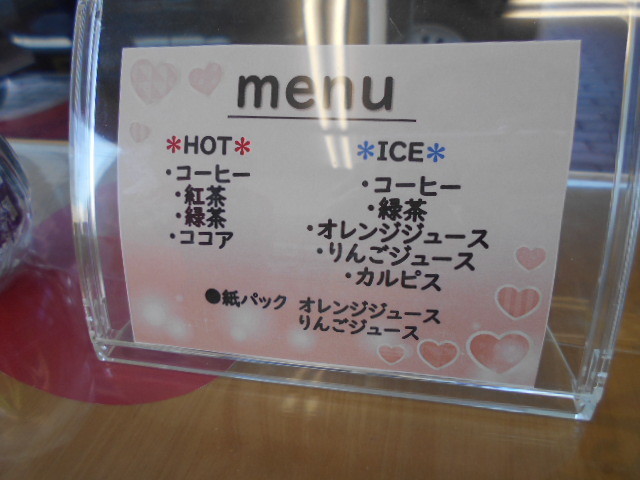 menu
*HOT*
・コーヒー
・紅茶
・緑茶
・ココア
*ICE*
・コーヒー
・緑茶
・オレンジジュース
・りんごジュース
・カルピス
●紙パック オレンジジュース
りんごジュース